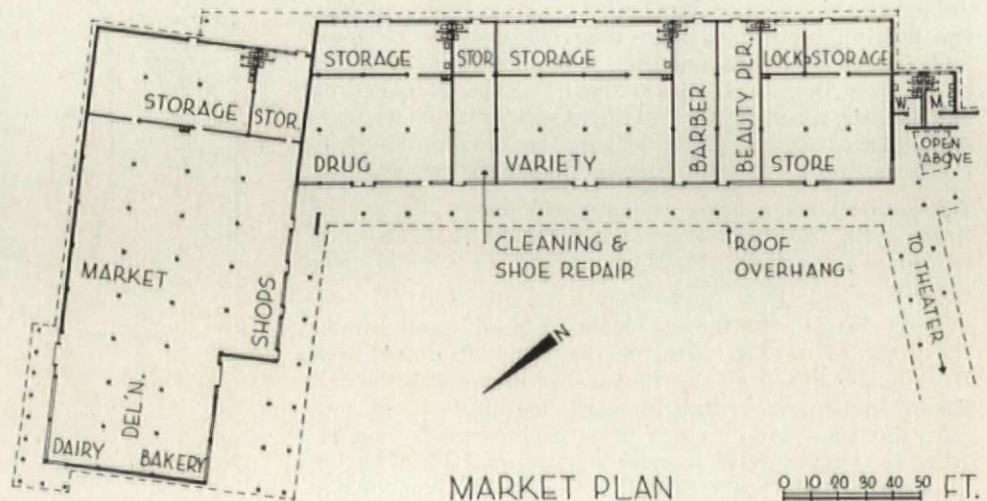 STORAGE STOR. STORAGE LOCK STORAGE
STORAGE STOR.
W. M.
OPEN
ABOVE
DRUG VARIETY BARBER BEAUTY PLR. STORE
CLEANING &
SHOE REPAIR
ROOF
OVERHANG
TO THEATER
MARKET SHOPS
N
DEL'N.
DAIRY BAKERY
MARKET PLAN
0 10 20 30 40 50 FT.